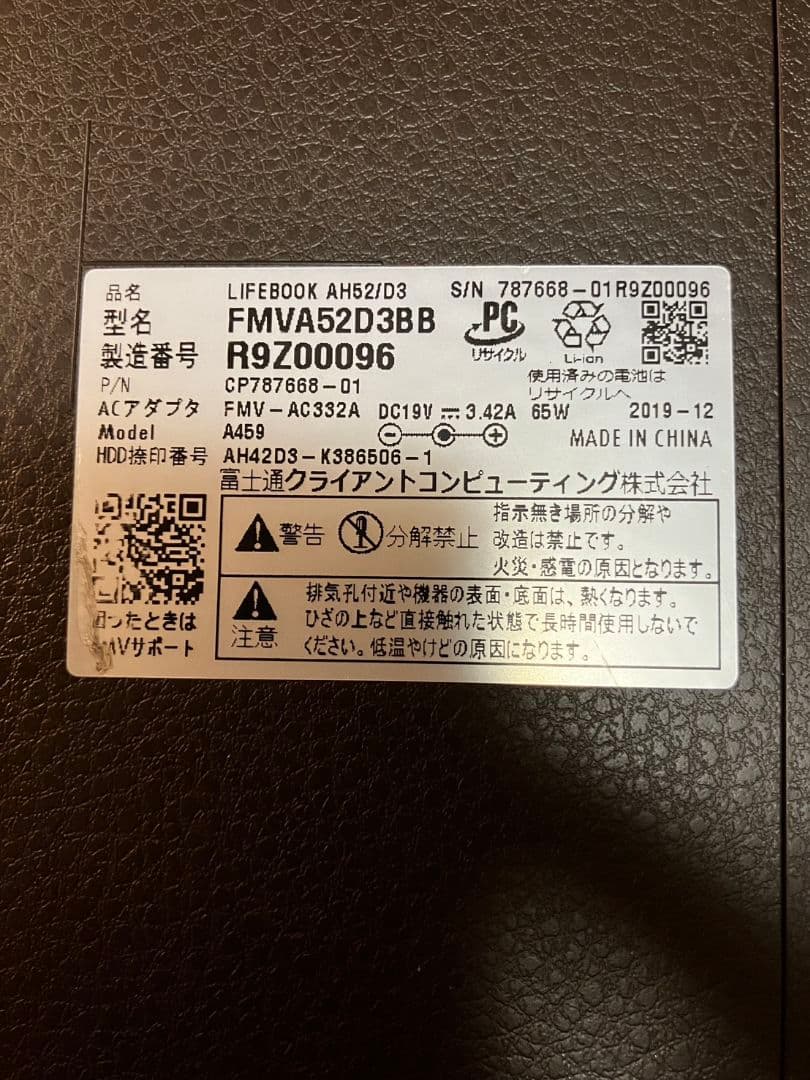 品名 LIFEBOOK AH52/D3 S/N 787668-01R9Z00096
型名 FMVA52D3BB
製造番号 R9Z00096
PC
リサイクル
Li-ion
使用済みの電池は
リサイクルへ
P/N CP787668-01
ACアダプタ FMV-AC332A DC19V ⎓ 3.42A 65W 2019-12
Model A459
MADE IN CHINA
HDD捺印番号 AH42D3-K386506-1
富士通クライアントコンピューティング株式会社
警告 分解禁止
指示無き場所の分解や
改造は禁止です。
火災・感電の原因となります。
注意
排気孔付近や機器の表面・底面は、熱くなります。
ひざの上など直接触れた状態で長時間使用しないで
ください。低温やけどの原因になります。
ったときは
MVサポート